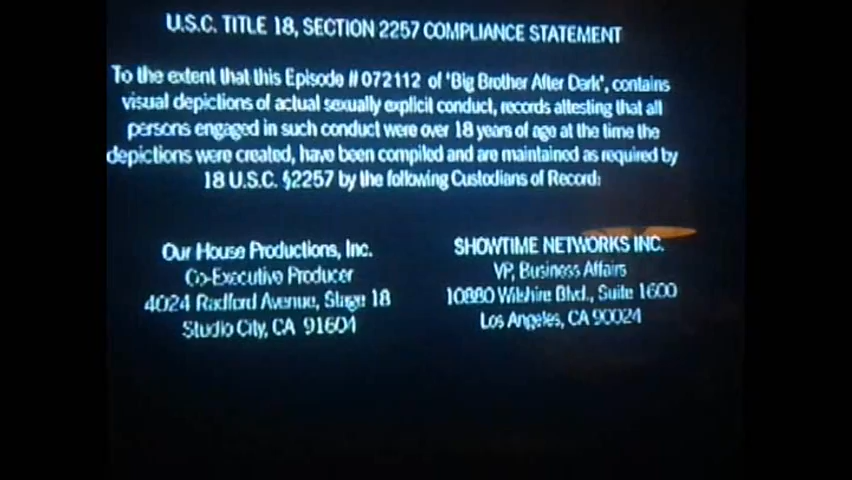 U.S.C. TITLE 18, SECTION 2257 COMPLIANCE STATEMENT
To the extent that this Episode # 072112 of 'Big Brother After Dark', contains
visual depictions of actual sexually explicit conduct, records attesting that all
persons engaged in such conduct were over 18 years of age at the time the
depictions were created, have been compiled and are maintained as required by
18 U.S.C. §2257 by the following Custodians of Record:
Our House Productions, Inc.
Co-Executive Producer
4024 Radford Avenue, Stage 18
Studio City, CA 91604
SHOWTIME NETWORKS INC.
VP, Business Affairs
10880 Wilshire Blvd., Suite 1600
Los Angeles, CA 90024